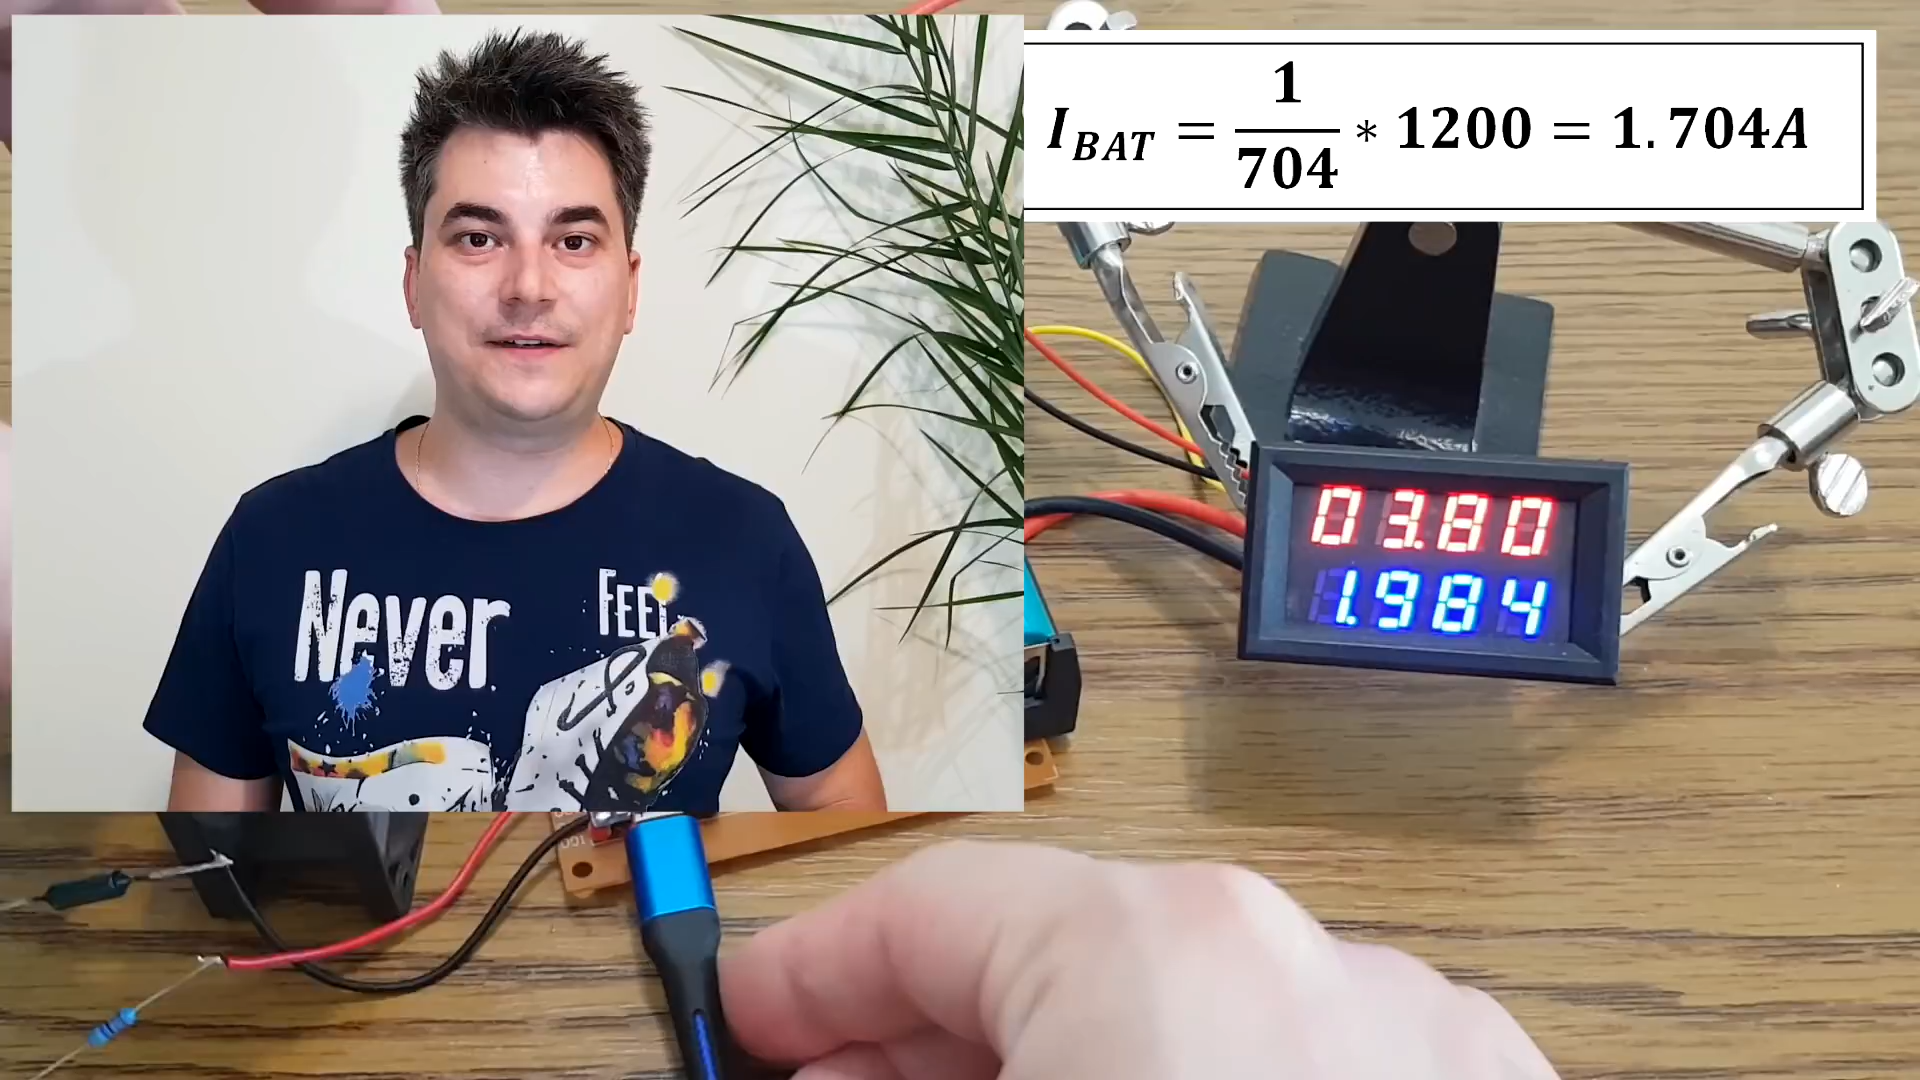 I_BAT = 1/704 * 1200 = 1.704A
03.80
1.984
Never
FEEL